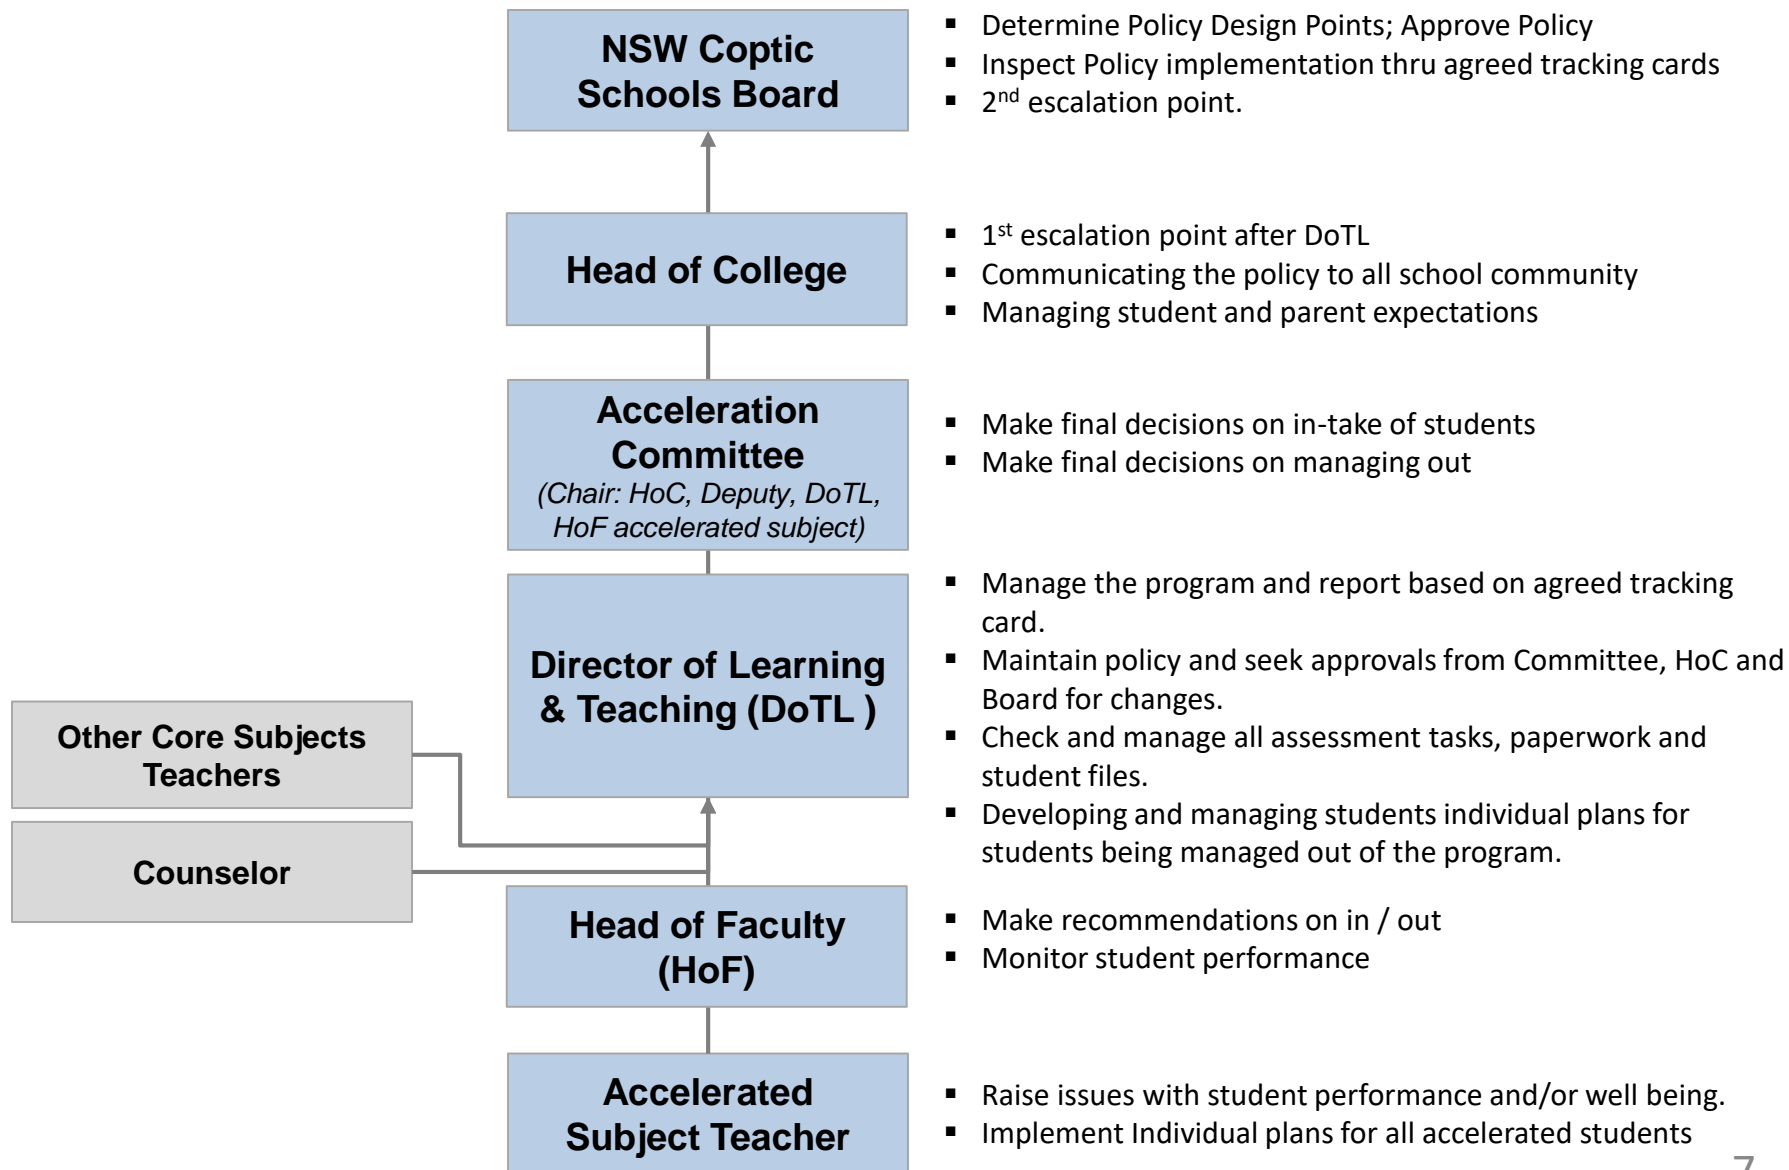 NSW Coptic
Schools Board
▪ Determine Policy Design Points; Approve Policy
▪ Inspect Policy implementation thru agreed tracking cards
▪ 2nd escalation point.
Head of College
▪ 1st escalation point after DoTL
▪ Communicating the policy to all school community
▪ Managing student and parent expectations
Acceleration
Committee
(Chair: HoC, Deputy, DoTL,
HoF accelerated subject)
▪ Make final decisions on in-take of students
▪ Make final decisions on managing out
Director of Learning
& Teaching (DoTL )
▪ Manage the program and report based on agreed tracking
card.
▪ Maintain policy and seek approvals from Committee, HoC and
Board for changes.
▪ Check and manage all assessment tasks, paperwork and
student files.
▪ Developing and managing students individual plans for
students being managed out of the program.
Other Core Subjects
Teachers
Counselor
Head of Faculty
(HoF)
▪ Make recommendations on in / out
▪ Monitor student performance
Accelerated
Subject Teacher
▪ Raise issues with student performance and/or well being.
▪ Implement Individual plans for all accelerated students
7